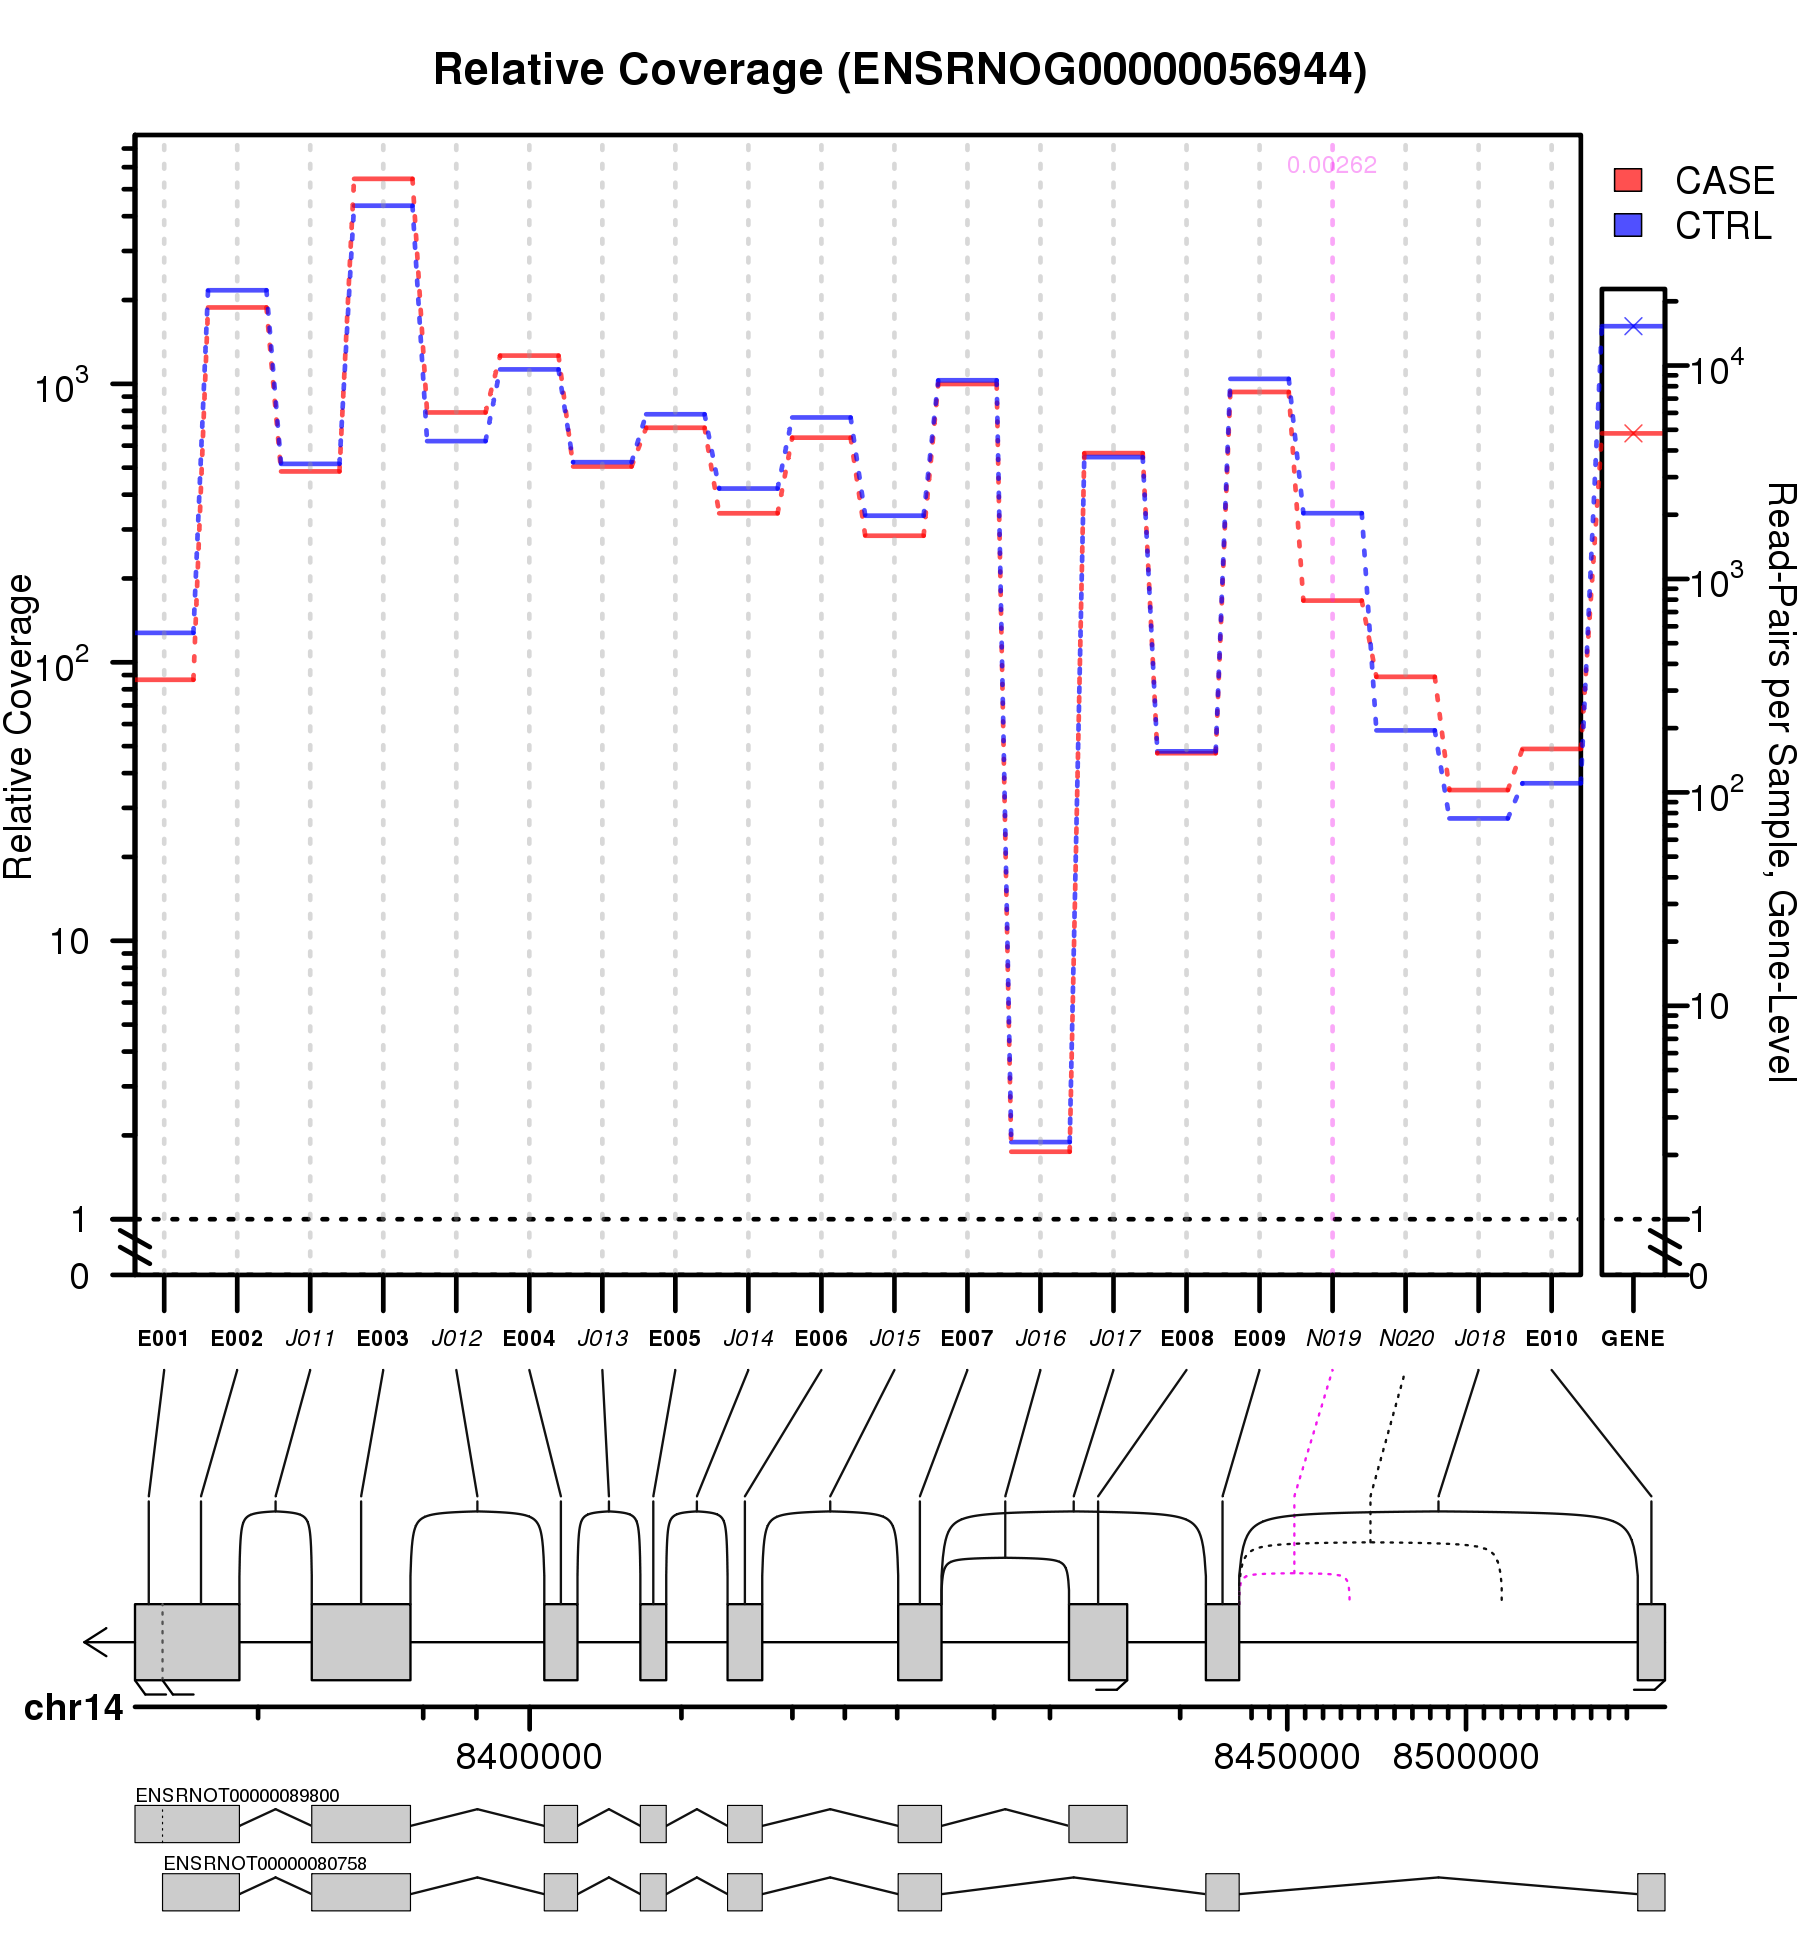 Relative Coverage (ENSRNOG00000056944)
0.00262
CASE
CTRL
Relative Coverage
10³
10²
10
1
0
10⁴
10³
10²
10
1
0
Read-Pairs per Sample, Gene-Level
E001 E002 J011 E003 J012 E004 J013 E005 J014 E006 J015 E007 J016 J017 E008 E009 N019 N020 J018 E010 GENE
chr14
8400000 8450000 8500000
ENSRNOT00000089800
ENSRNOT00000080758